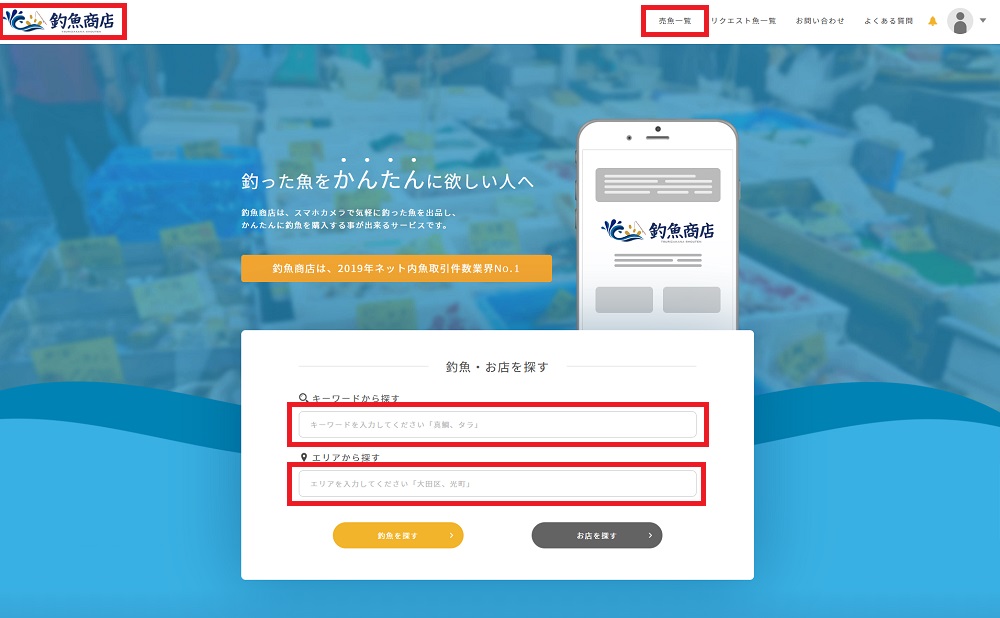 釣魚商店
売魚一覧
リクエスト魚一覧
お問い合わせ
よくある質問
釣った魚をかんたんに欲しい人へ
釣魚商店は、スマホカメラで気軽に釣った魚を出品し、
かんたんに釣魚を購入する事が出来るサービスです。
釣魚商店は、2019年ネット内魚取引件数業界No.1
釣魚商店
釣魚・お店を探す
キーワードから探す
キーワードを入力してください「真鯛、タラ」
エリアから探す
エリアを入力してください「大田区、光町」
釣魚を探す
お店を探す